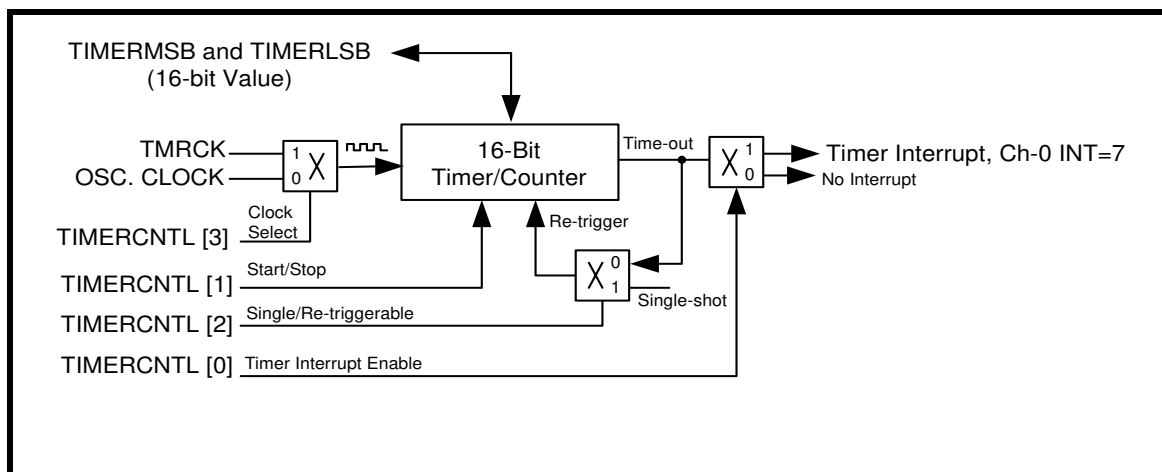 TIMERMSB and TIMERLSB
(16-bit Value)
TMRCK
OSC. CLOCK
1
0
X
Clock
Select
TIMERCNTL [3]
16-Bit
Timer/Counter
Time-out
X
1
0
Timer Interrupt, Ch-0 INT=7
No Interrupt
Re-trigger
X
0
1
Single-shot
TIMERCNTL [1]
Start/Stop
TIMERCNTL [2]
Single/Re-triggerable
TIMERCNTL [0]
Timer Interrupt Enable